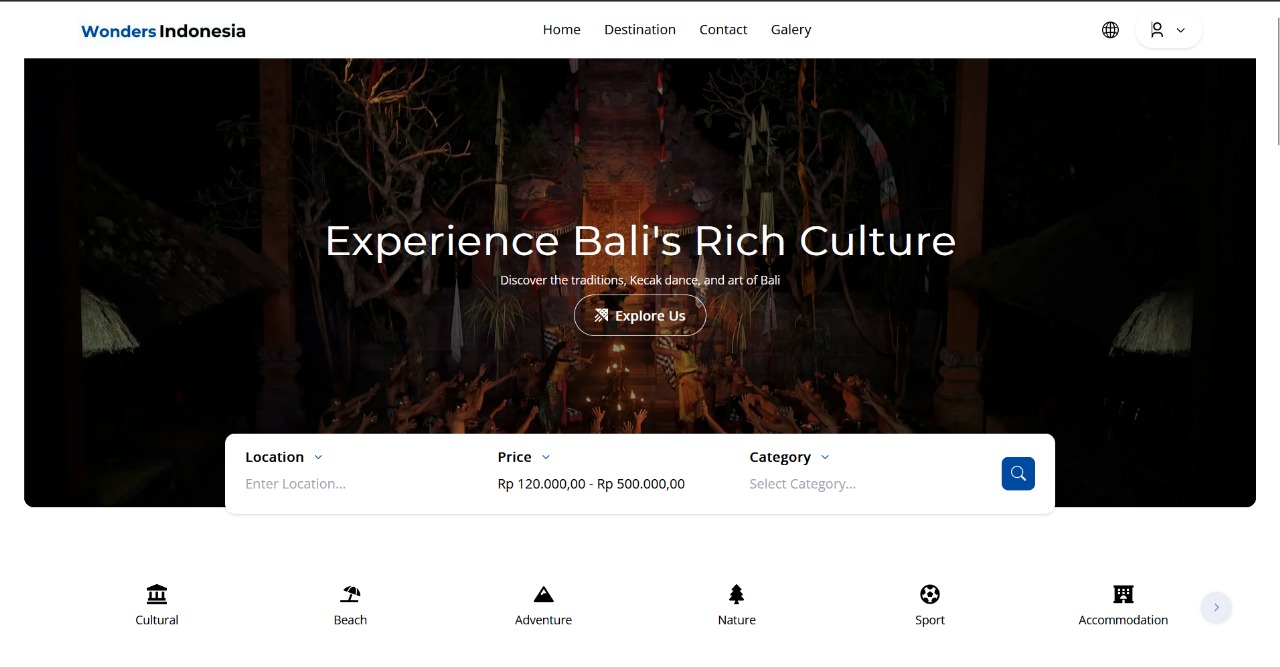 Wonders Indonesia
Home Destination Contact Galery
Experience Bali's Rich Culture
Discover the traditions, Kecak dance, and art of Bali
Explore Us
Location Price Category
Enter Location... Rp 120.000,00 - Rp 500.000,00 Select Category...
Cultural Beach Adventure Nature Sport Accommodation